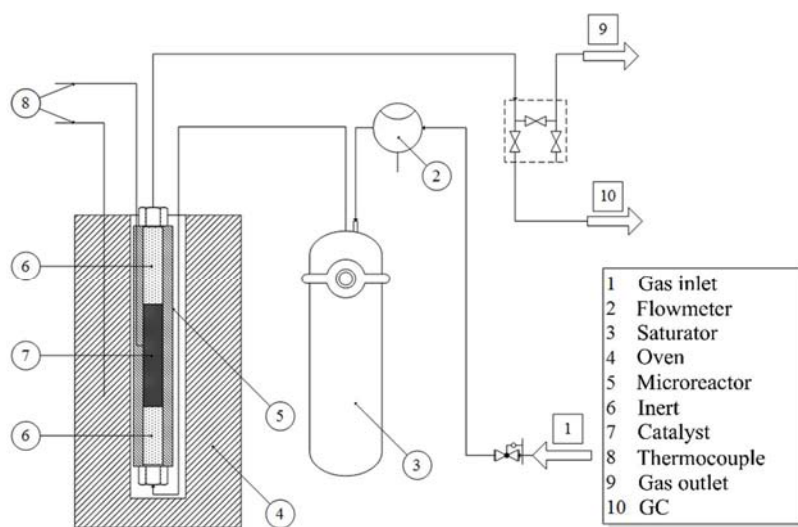 9
8
2
10
6
7
5
6
3
1
4
1 Gas inlet
2 Flowmeter
3 Saturator
4 Oven
5 Microreactor
6 Inert
7 Catalyst
8 Thermocouple
9 Gas outlet
10 GC